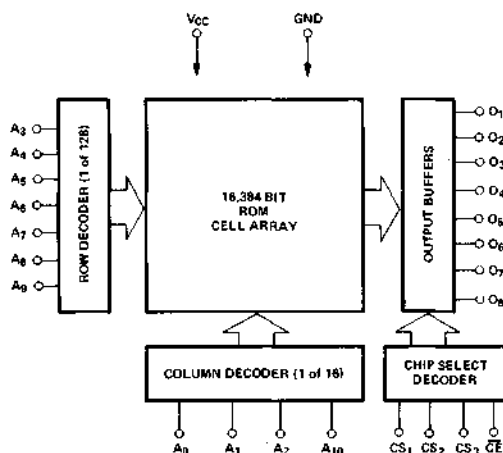 VCC
GND
A3
A4
A5
A6
A7
A8
A9
ROW DECODER (1 of 128)
16,384 BIT
ROM
CELL ARRAY
OUTPUT BUFFERS
O1
O2
O3
O4
O5
O6
O7
O8
COLUMN DECODER (1 of 16)
CHIP SELECT
DECODER
A0
A1
A2
A10
CS1
CS2
CS3
CE